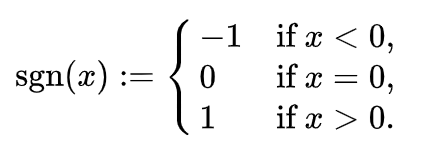 −1 if x < 0,
sgn(x) := { 0 if x = 0,
1 if x > 0.